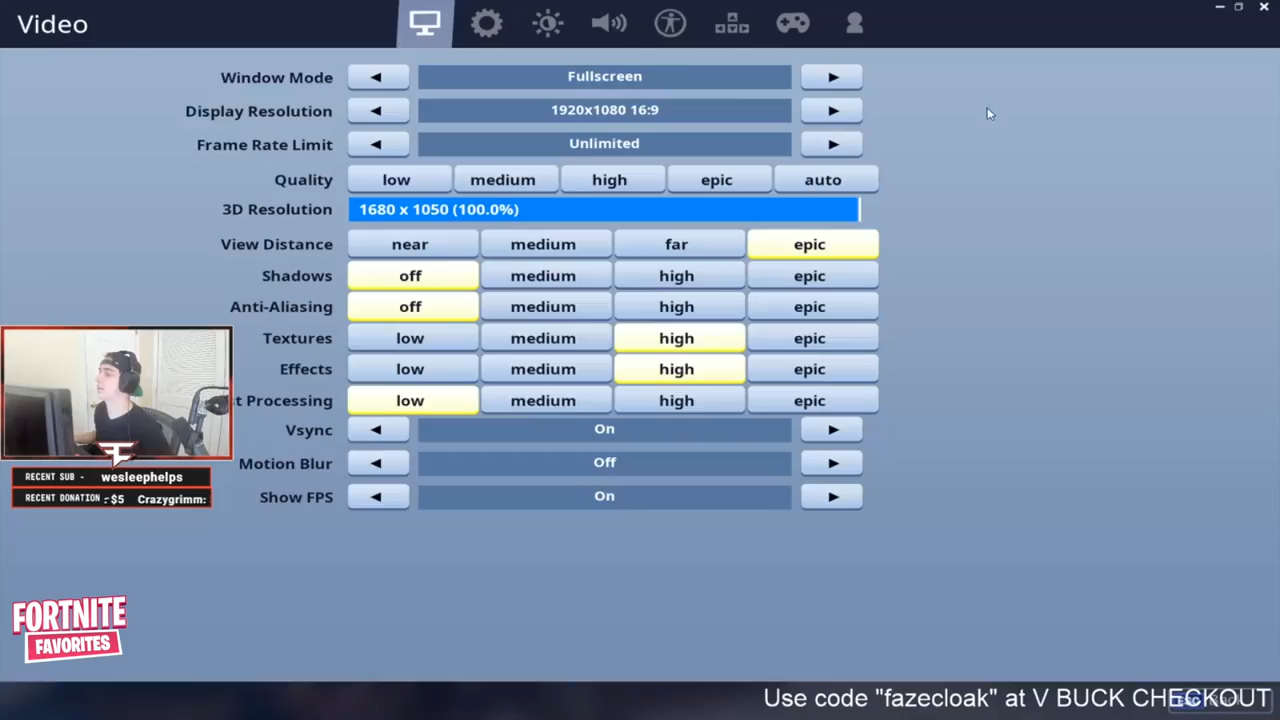 Video
Window Mode ◄ Fullscreen ►
Display Resolution ◄ 1920x1080 16:9 ►
Frame Rate Limit ◄ Unlimited ►
Quality low medium high epic auto
3D Resolution 1680 x 1050 (100.0%)
View Distance near medium far epic
Shadows off medium high epic
Anti-Aliasing off medium high epic
Textures low medium high epic
Effects low medium high epic
t Processing low medium high epic
Vsync ◄ On ►
Motion Blur ◄ Off ►
Show FPS ◄ On ►
RECENT SUB - wesleephelps
RECENT DONATION - $5 Crazygrimm:
FORTNITE
FAVORITES
Use code "fazecloak" at V BUCK CHECKOUT